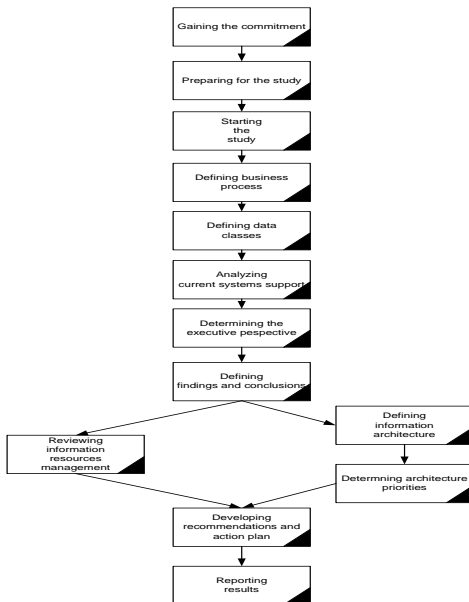 Gaining the commitment
Preparing for the study
Starting
the
study
Defining business
process
Defining data
classes
Analyzing
current systems support
Determining the
executive pespective
Defining
findings and conclusions
Reviewing
information
resources
management
Defining
information
architecture
Determning architecture
priorities
Developing
recommendations and
action plan
Reporting
results